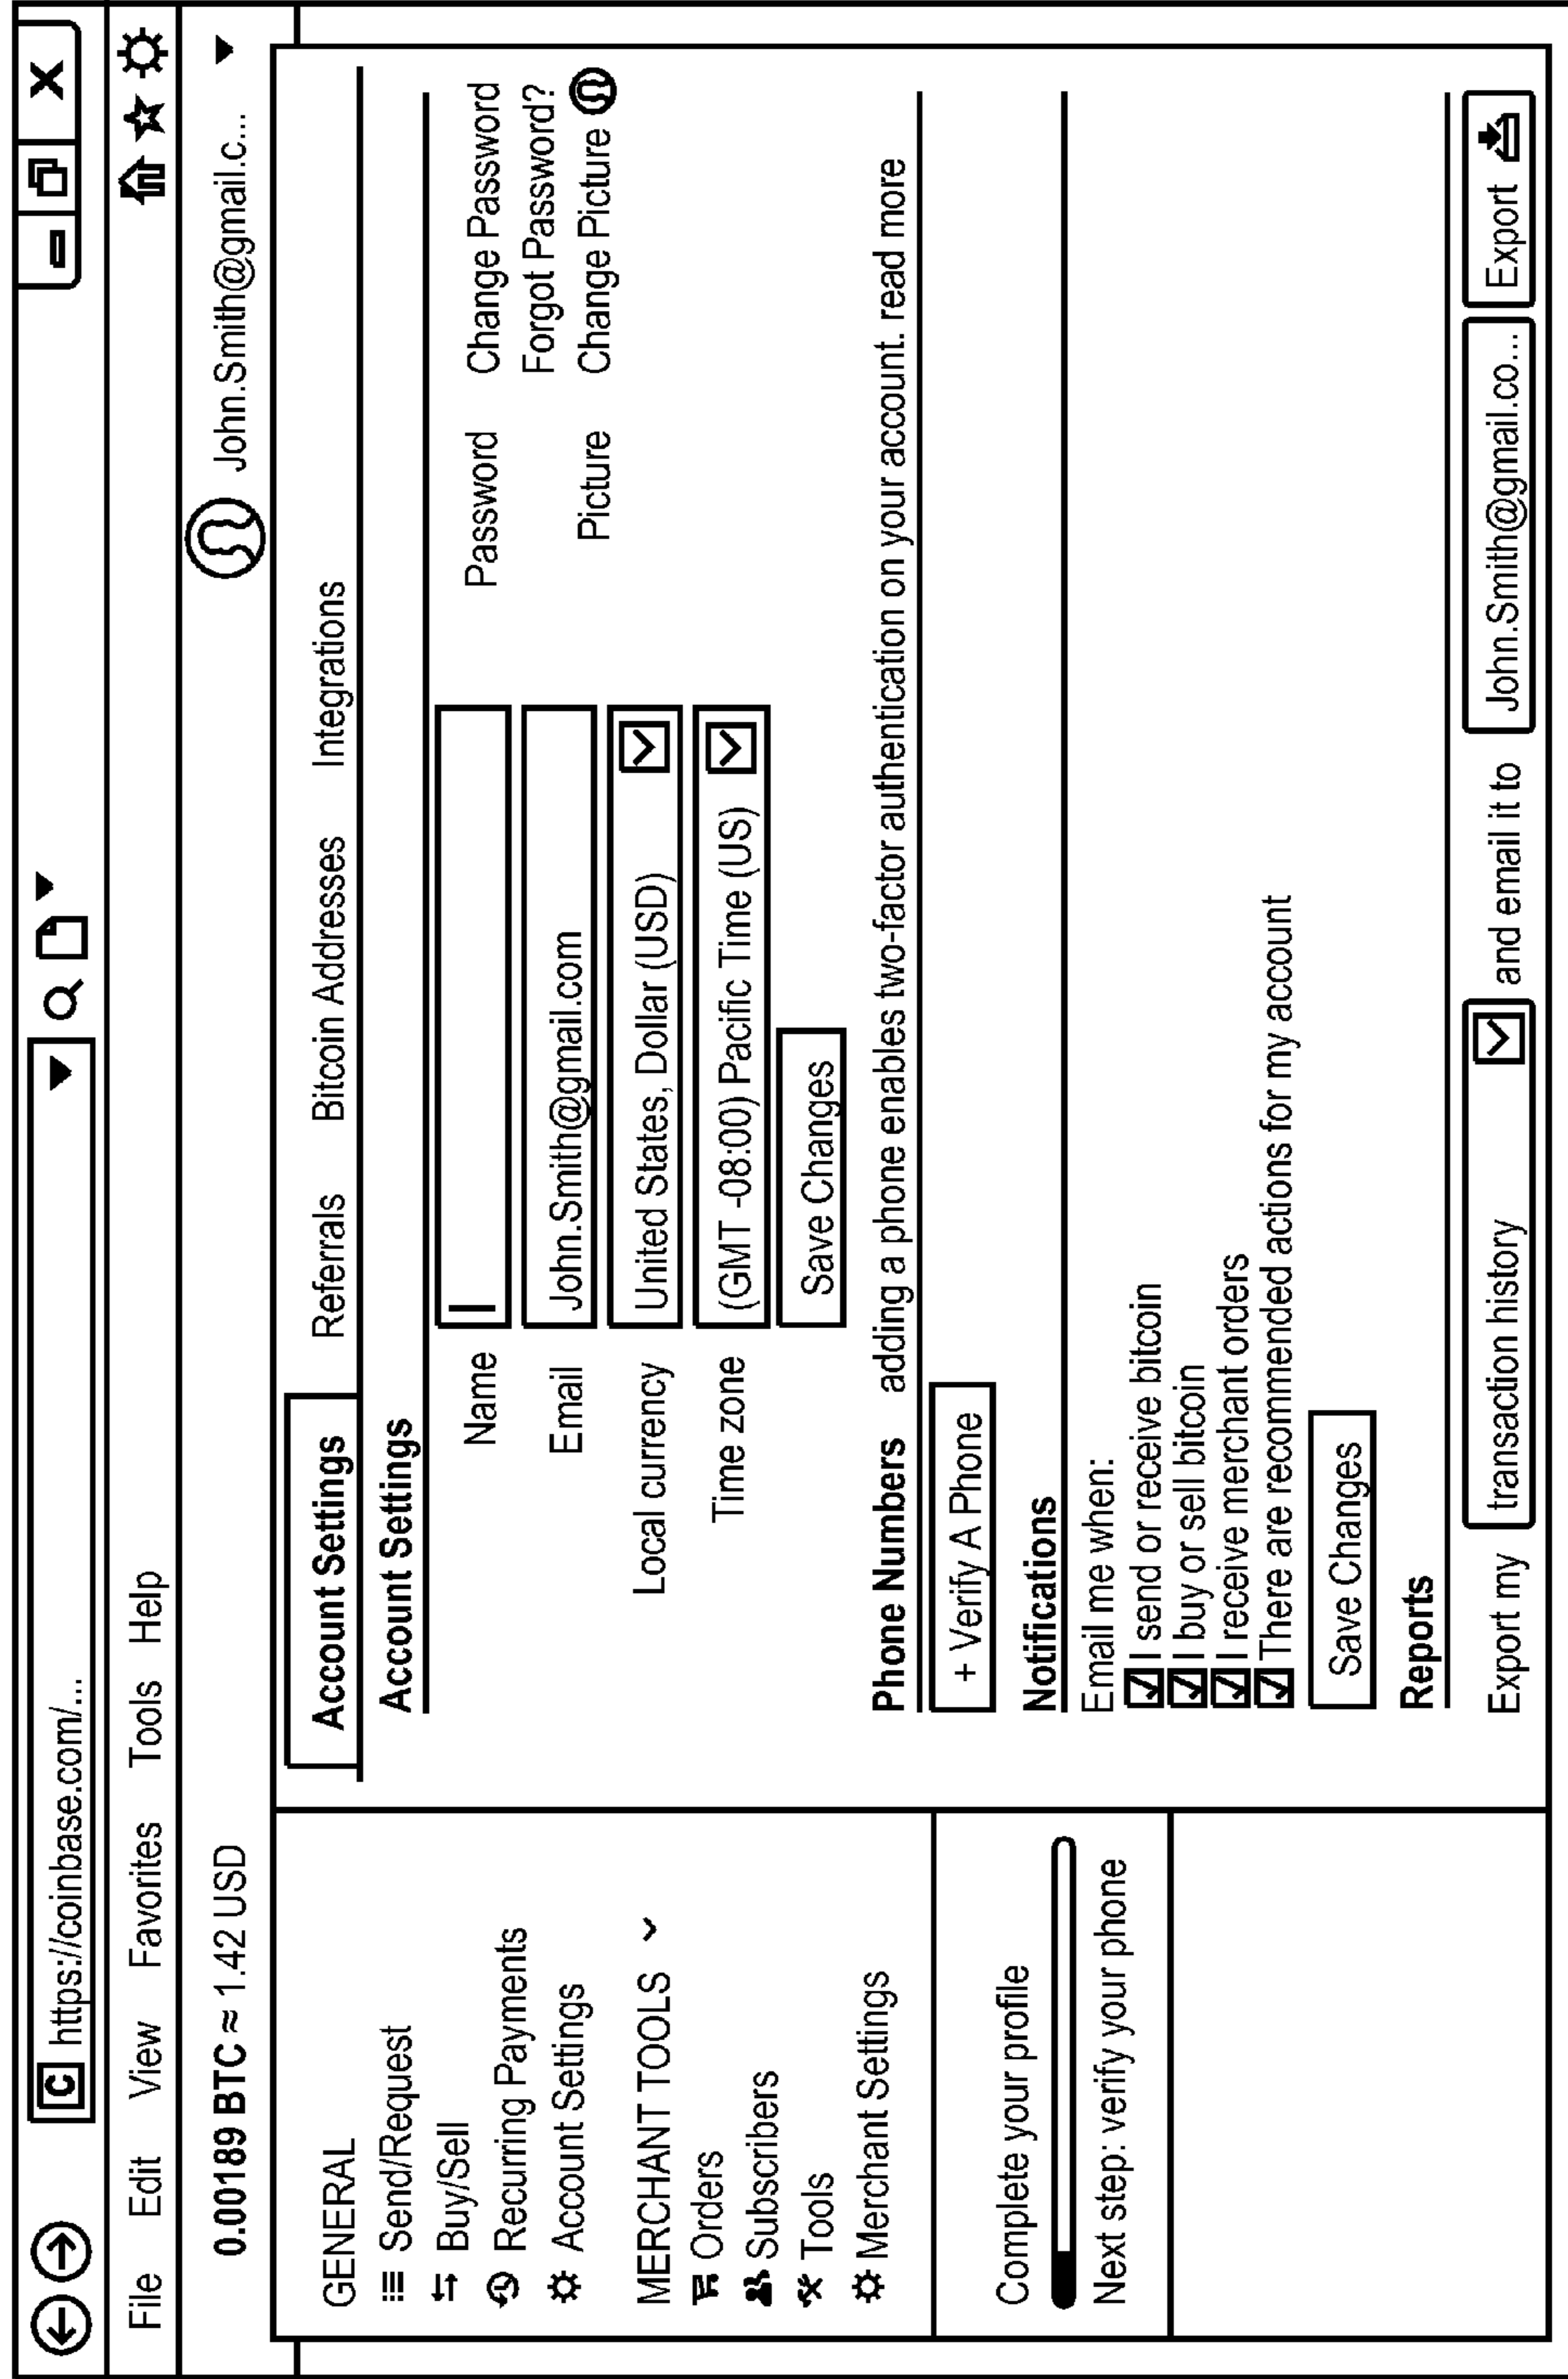 C https://coinbase.com/...
X
File Edit View Favorites Tools Help
0.00189 BTC ≈ 1.42 USD
John.Smith@gmail.c...
GENERAL
Send/Request
Buy/Sell
Recurring Payments
Account Settings
MERCHANT TOOLS
Orders
Subscribers
Tools
Merchant Settings
Complete your profile
Next step: verify your phone
Account Settings Referrals Bitcoin Addresses Integrations
Account Settings
Name
Email John.Smith@gmail.com
Local currency United States, Dollar (USD)
Time zone (GMT -08:00) Pacific Time (US)
Save Changes
Password Change Password
Forgot Password?
Picture Change Picture
Phone Numbers adding a phone enables two-factor authentication on your account. read more
+ Verify A Phone
Notifications
Email me when:
I send or receive bitcoin
I buy or sell bitcoin
I receive merchant orders
There are recommended actions for my account
Save Changes
Reports
Export my transaction history and email it to John.Smith@gmail.co... Export